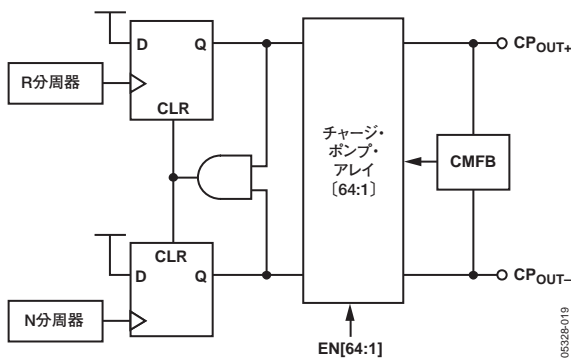 D
Q
CP_OUT+
R分周器
CLR
チャージ・
ポンプ・
アレイ
〔64:1〕
CMFB
CLR
D
Q
CP_OUT–
N分周器
EN[64:1]
05328-019